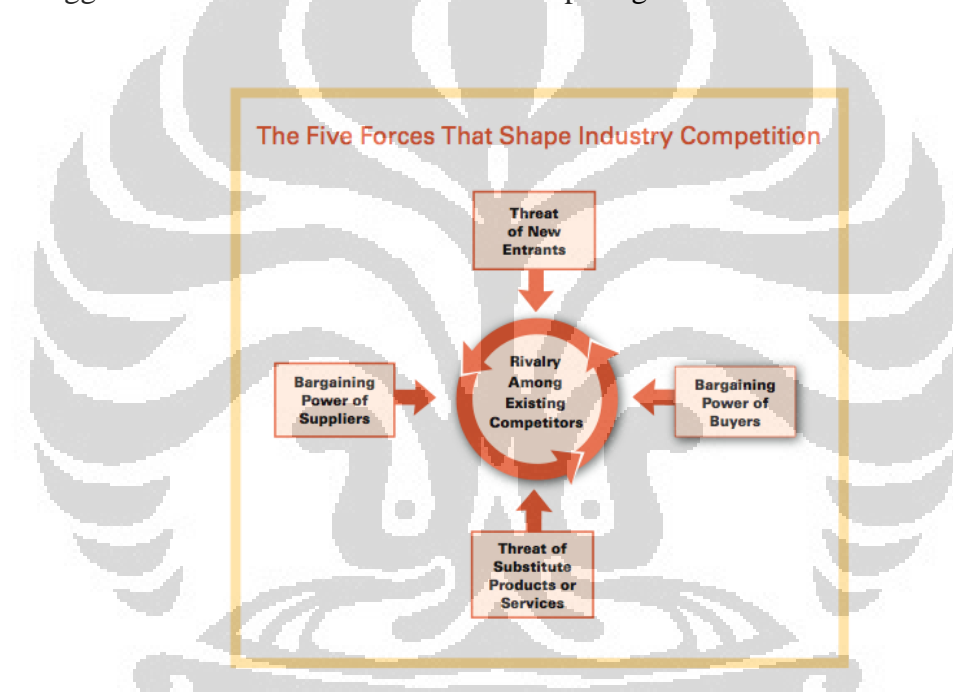 The Five Forces That Shape Industry Competition
Threat
of New
Entrants
Bargaining
Power of
Suppliers
Rivalry
Among
Existing
Competitors
Bargaining
Power of
Buyers
Threat of
Substitute
Products or
Services